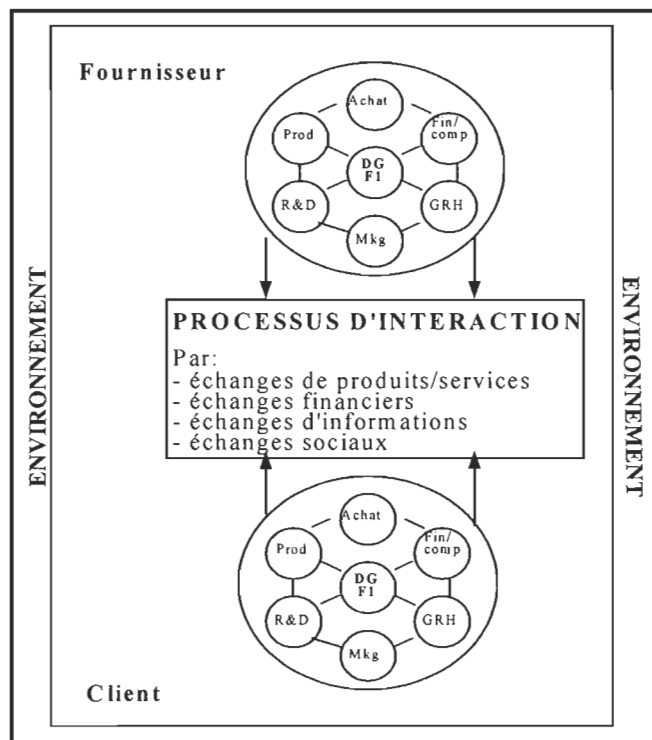 Fournisseur
Achat
Prod
Fin/
comp
DG
F1
R&D
GRH
Mkg
ENVIRONNEMENT
ENVIRONNEMENT
PROCESSUS D'INTERACTION
Par:
- échanges de produits/services
- échanges financiers
- échanges d'informations
- échanges sociaux
Achat
Prod
Fin/
comp
DG
F1
R&D
GRH
Mkg
Client